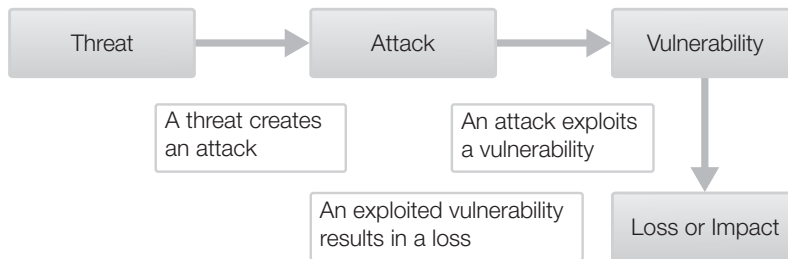 Threat
Attack
Vulnerability
A threat creates
an attack
An attack exploits
a vulnerability
An exploited vulnerability
results in a loss
Loss or Impact